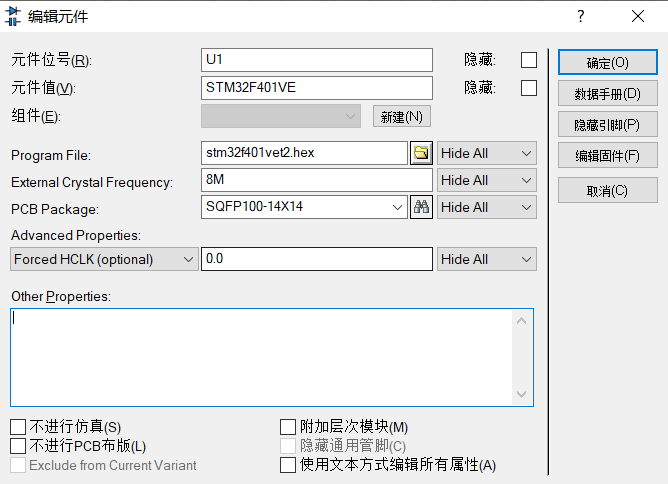 编辑元件
元件位号(R): U1 隐藏: 确定(O)
元件值(V): STM32F401VE 隐藏: 数据手册(D)
组件(E): 新建(N) 隐藏引脚(P)
Program File: stm32f401vet2.hex Hide All 编辑固件(F)
External Crystal Frequency: 8M Hide All 取消(C)
PCB Package: SQFP100-14X14 Hide All
Advanced Properties:
Forced HCLK (optional) 0.0 Hide All
Other Properties:
不进行仿真(S) 附加层次模块(M)
不进行PCB布版(L) 隐藏通用管脚(C)
Exclude from Current Variant 使用文本方式编辑所有属性(A)